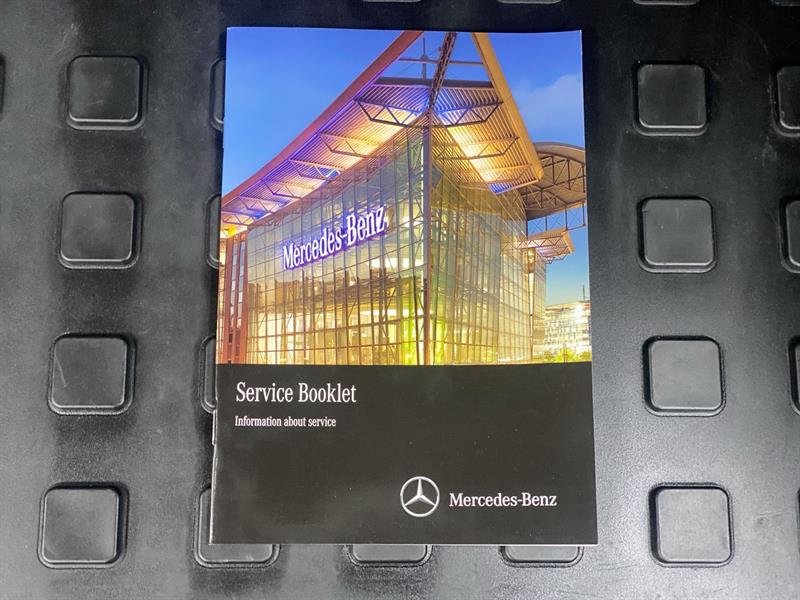 Mercedes-Benz
Service Booklet
Information about service
Mercedes-Benz